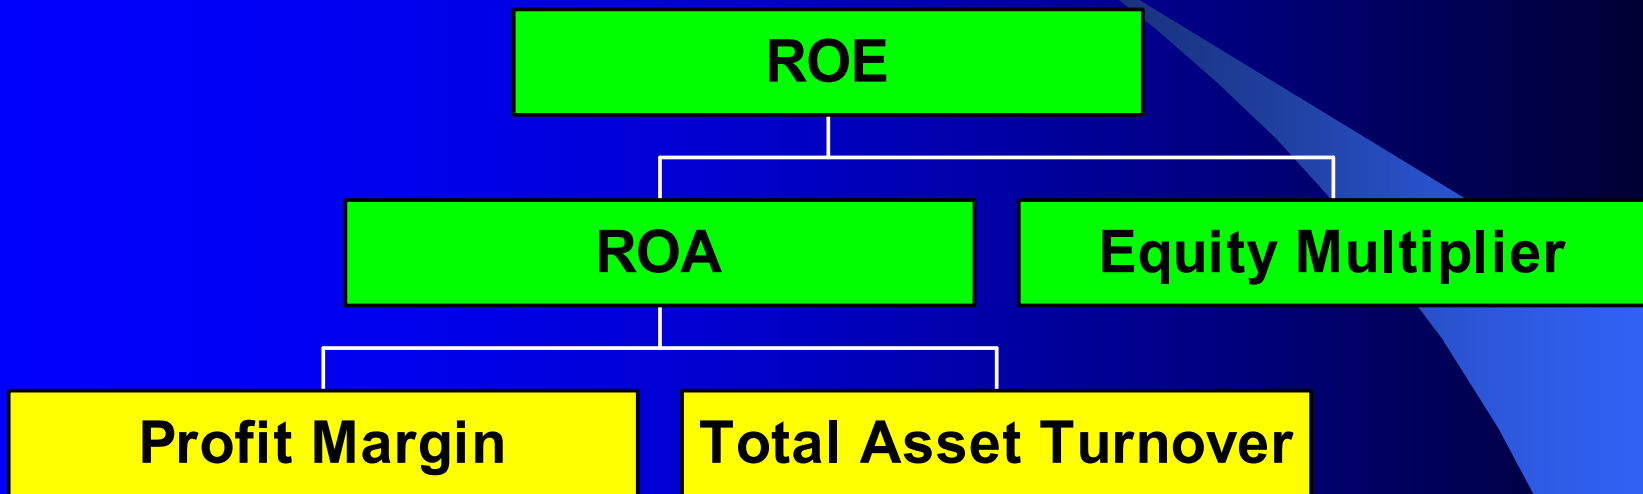 ROE
ROA
Equity Multiplier
Profit Margin
Total Asset Turnover